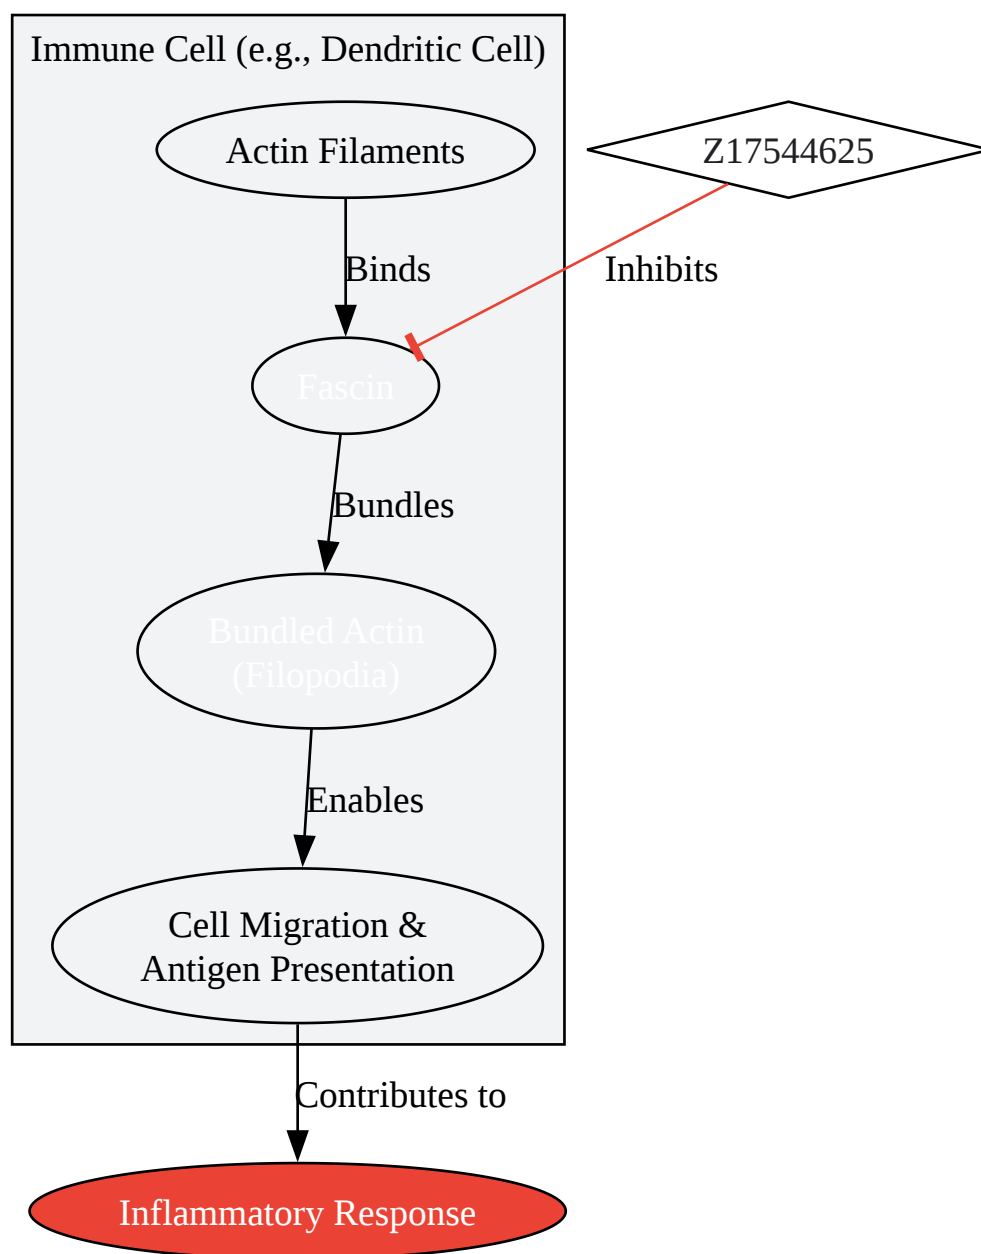 Immune Cell (e.g., Dendritic Cell)
Actin Filaments
Z17544625
Binds
Inhibits
Fascin
Bundles
Bundled Actin
(Filopodia)
Enables
Cell Migration &
Antigen Presentation
Contributes to
Inflammatory Response